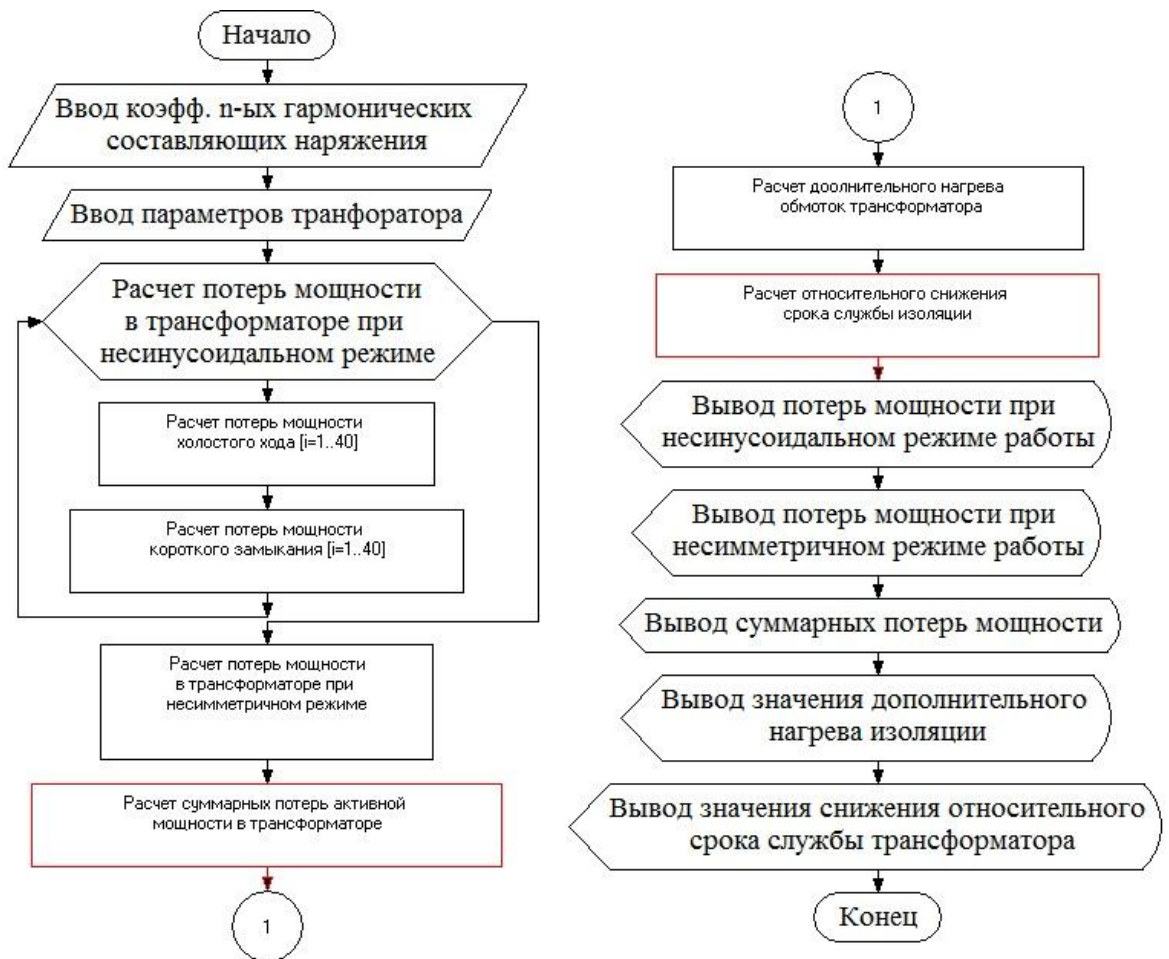 Начало
Ввод коэфф. n-ых гармонических
составляющих наряжения
Ввод параметров транфоратора
Расчет потерь мощности
в трансформаторе при
несинусоидальном режиме
Расчет потерь мощности
холостого хода [i=1..40]
Расчет потерь мощности
короткого замыкания [i=1..40]
Расчет потерь мощности
в трансформаторе при
несимметричном режиме
Расчет суммарных потерь активной
мощности в трансформаторе
1
1
Расчет доолнительного нагрева
обмоток трансформатора
Расчет относительного снижения
срока службы изоляции
Вывод потерь мощности при
несинусоидальном режиме работы
Вывод потерь мощности при
несимметричном режиме работы
Вывод суммарных потерь мощности
Вывод значения дополнительного
нагрева изоляции
Вывод значения снижения относительного
срока службы трансформатора
Конец